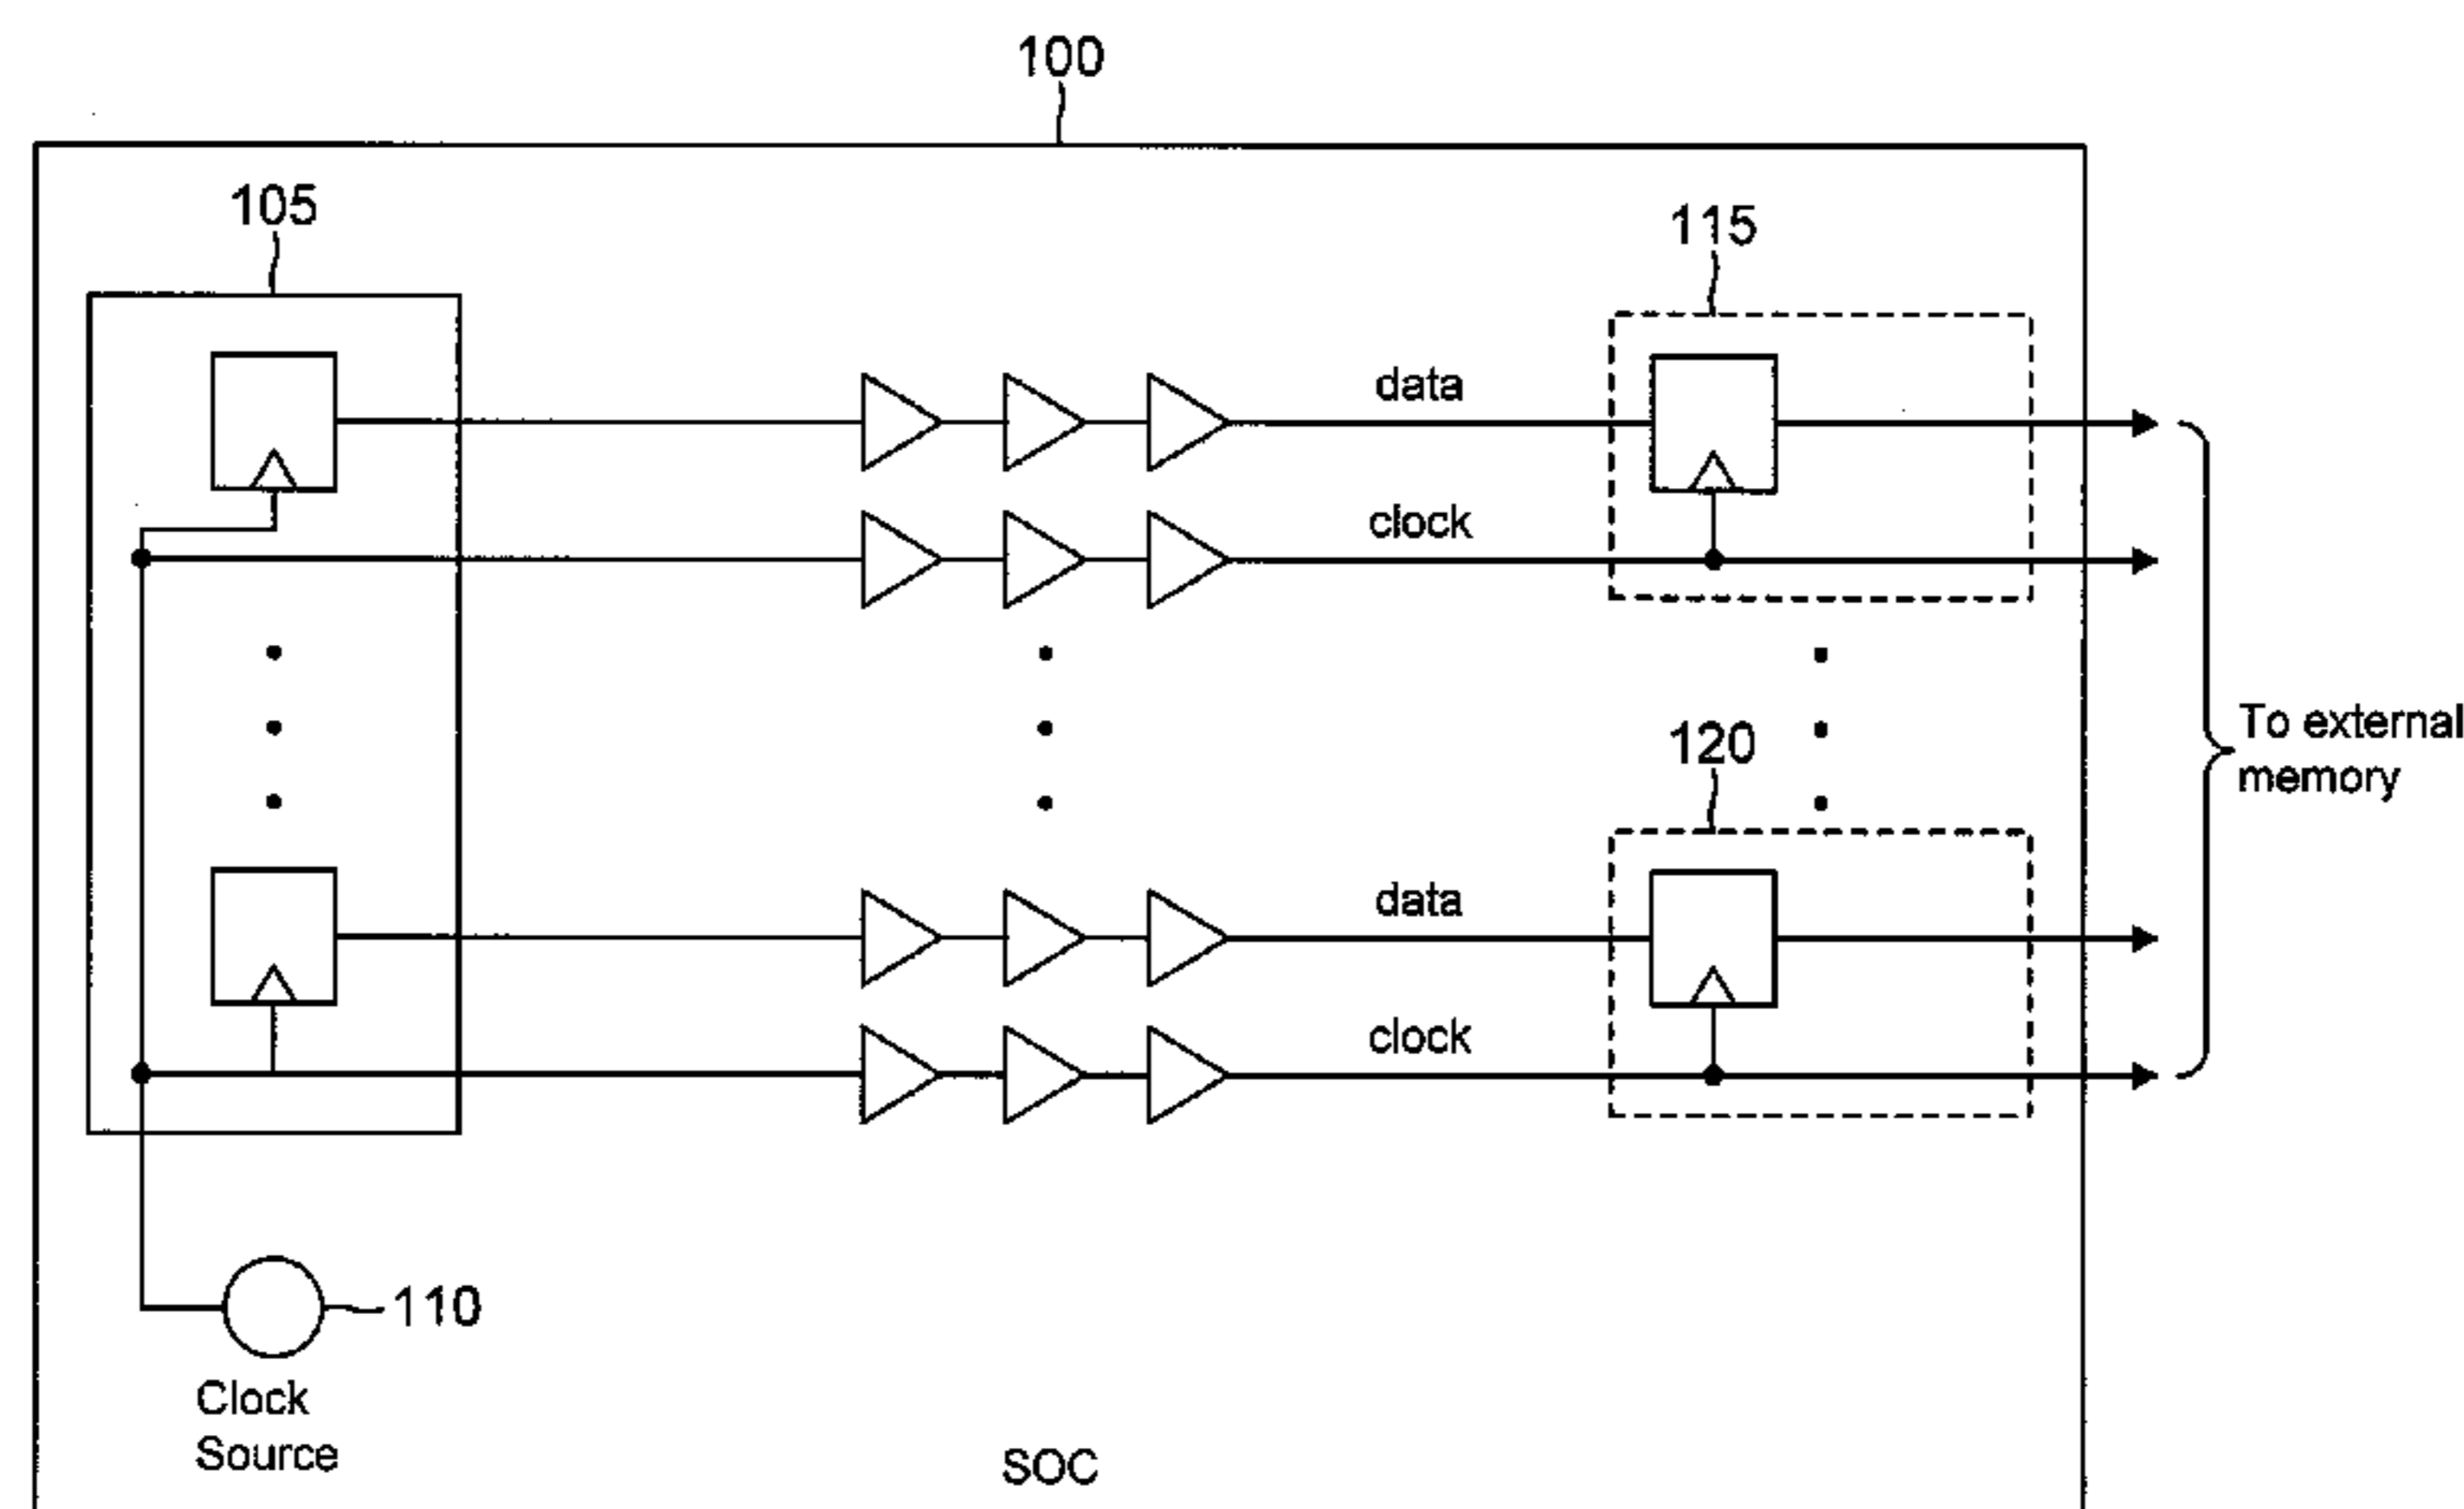 100
105
115
data
clock
120
To external
memory
data
clock
110
Clock
Source
SOC